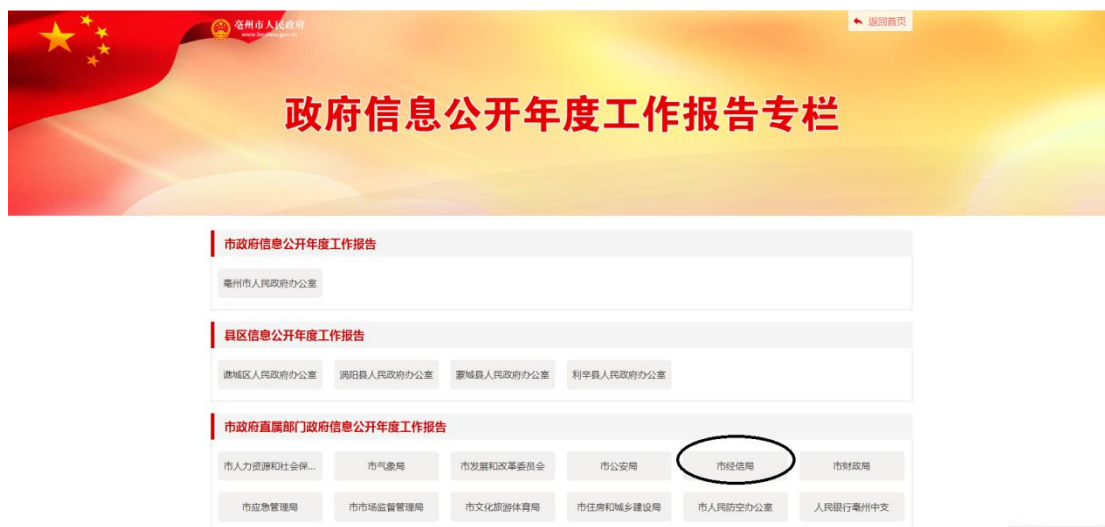 亳州市人民政府
返回首页
政府信息公开年度工作报告专栏
市政府信息公开年度工作报告
亳州市人民政府办公室
县区信息公开年度工作报告
谯城区人民政府办公室 涡阳县人民政府办公室 蒙城县人民政府办公室 利辛县人民政府办公室
市政府直属部门政府信息公开年度工作报告
市人力资源和社会保... 市气象局 市发展和改革委员会 市公安局 市经信局 市财政局
市应急管理局 市市场监督管理局 市文化旅游体育局 市住房和城乡建设局 市人民防空办公室 人民银行亳州中支